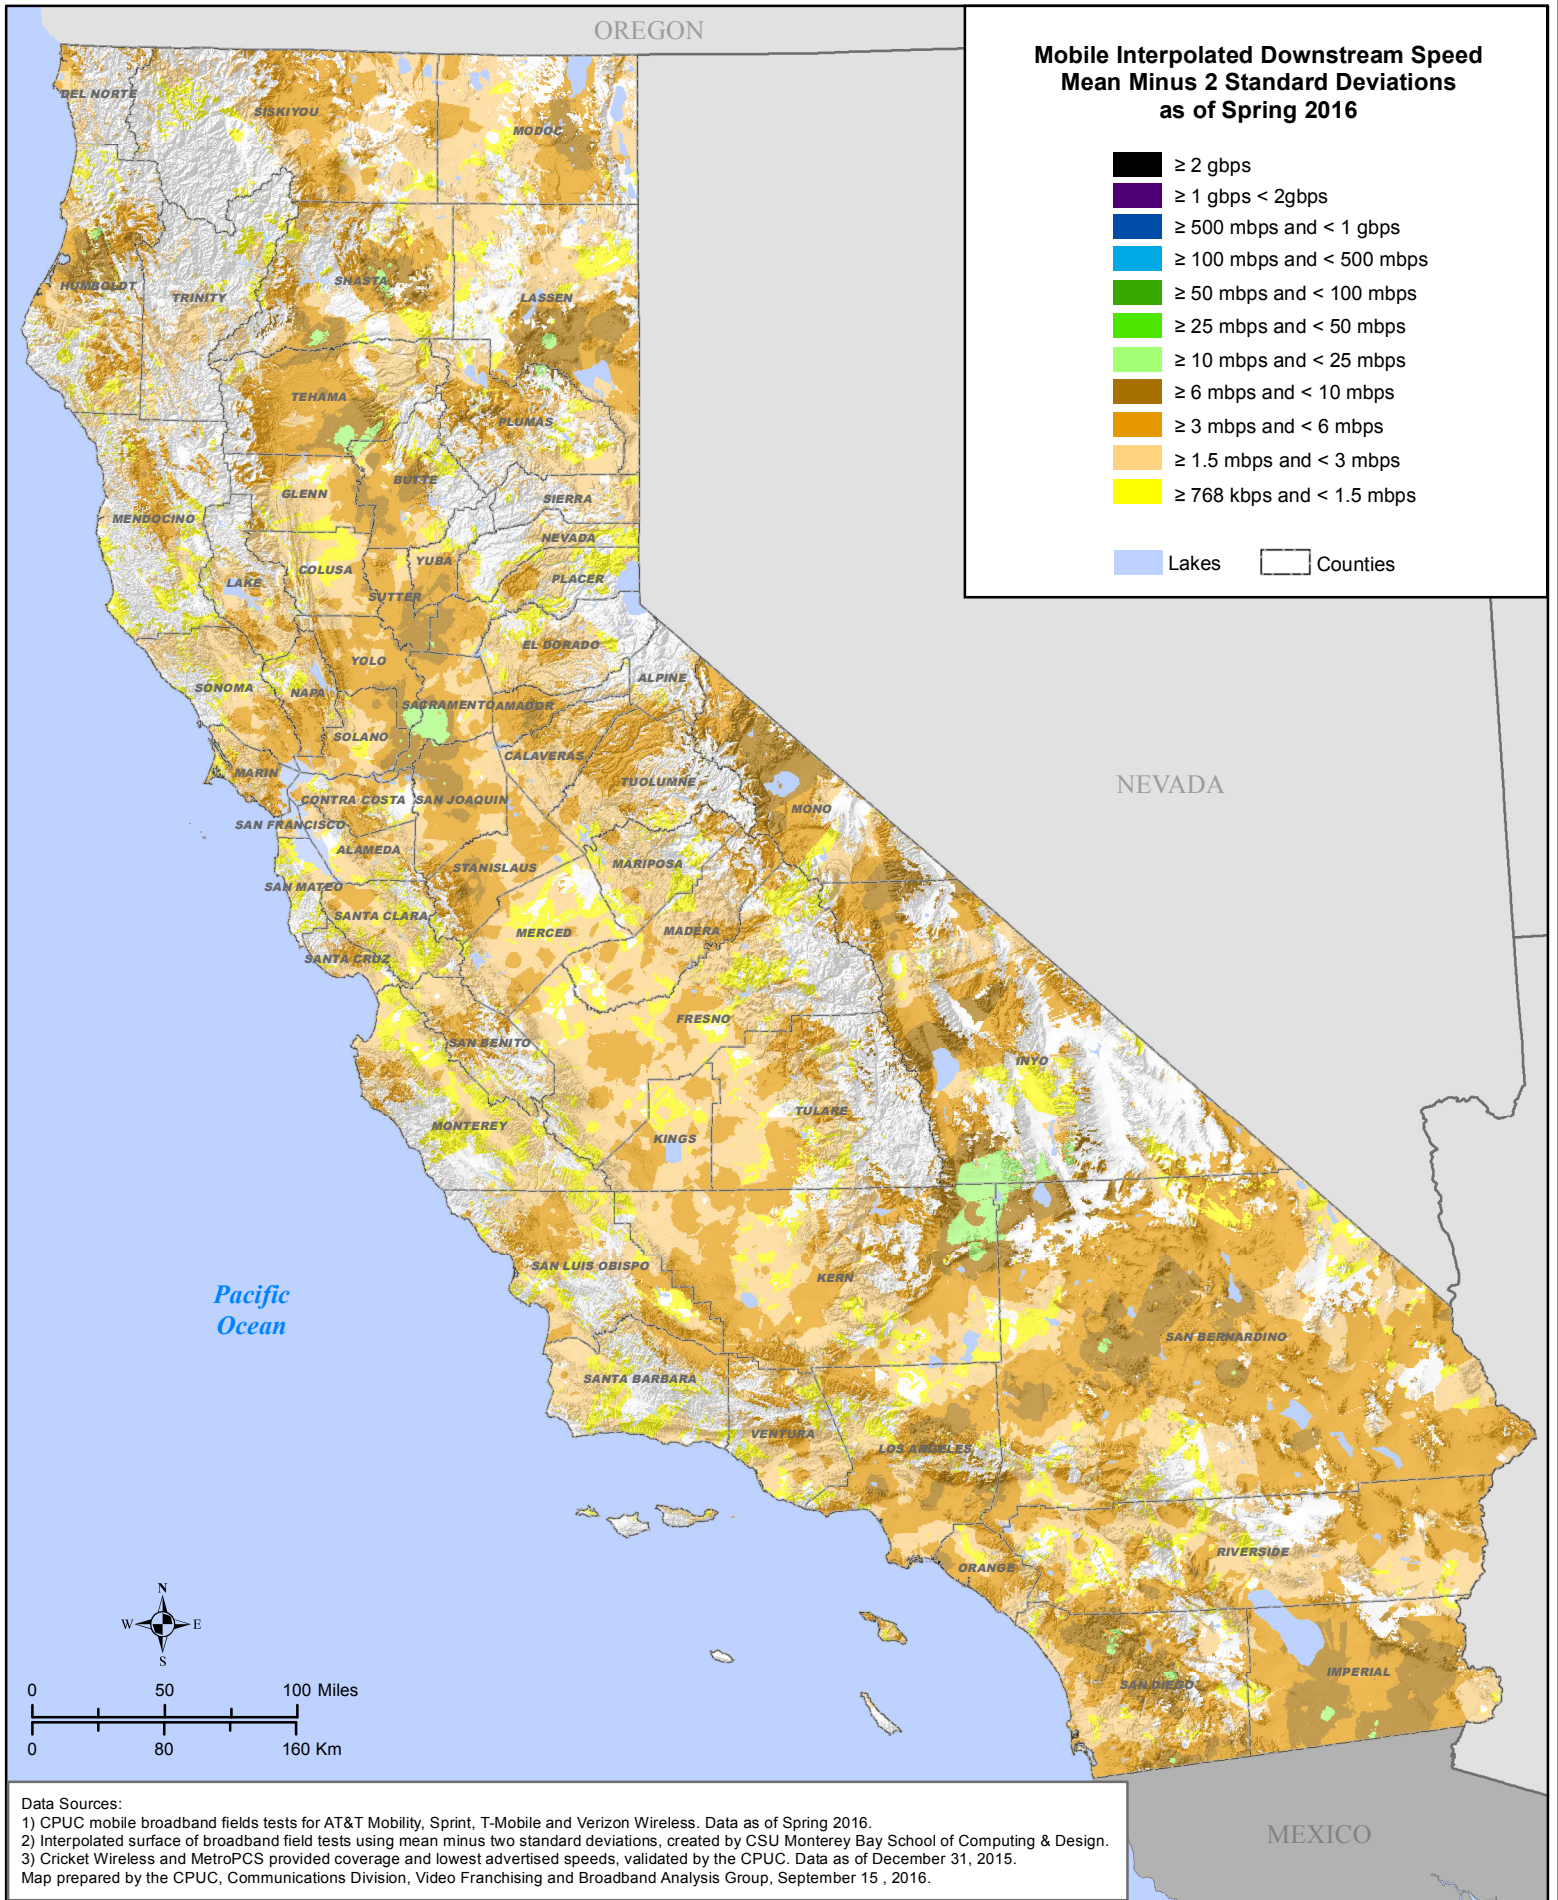 OREGON
Mobile Interpolated Downstream Speed
Mean Minus 2 Standard Deviations
as of Spring 2016
≥ 2 gbps
≥ 1 gbps < 2gbps
≥ 500 mbps and < 1 gbps
≥ 100 mbps and < 500 mbps
≥ 50 mbps and < 100 mbps
≥ 25 mbps and < 50 mbps
≥ 10 mbps and < 25 mbps
≥ 6 mbps and < 10 mbps
≥ 3 mbps and < 6 mbps
≥ 1.5 mbps and < 3 mbps
≥ 768 kbps and < 1.5 mbps
Lakes
Counties
DEL NORTE
SISKIYOU
MODOC
HUMBOLDT
TRINITY
SHASTA
LASSEN
TEHAMA
PLUMAS
GLENN
BUTTE
SIERRA
MENDOCINO
NEVADA
COLUSA
YUBA
LAKE
PLACER
SUTTER
EL DORADO
YOLO
ALPINE
SONOMA
NAPA
SACRAMENTO
AMADOR
SOLANO
CALAVERAS
MARIN
TUOLUMNE
NEVADA
CONTRA COSTA
SAN JOAQUIN
MONO
SAN FRANCISCO
ALAMEDA
STANISLAUS
MARIPOSA
SAN MATEO
SANTA CLARA
MERCED
MADERA
SANTA CRUZ
FRESNO
SAN BENITO
INYO
TULARE
MONTEREY
KINGS
SAN LUIS OBISPO
KERN
Pacific
Ocean
SAN BERNARDINO
SANTA BARBARA
VENTURA
LOS ANGELES
RIVERSIDE
ORANGE
IMPERIAL
SAN DIEGO
N
W E
S
0 50 100 Miles
0 80 160 Km
MEXICO
Data Sources:
1) CPUC mobile broadband fields tests for AT&T Mobility, Sprint, T-Mobile and Verizon Wireless. Data as of Spring 2016.
2) Interpolated surface of broadband field tests using mean minus two standard deviations, created by CSU Monterey Bay School of Computing & Design.
3) Cricket Wireless and MetroPCS provided coverage and lowest advertised speeds, validated by the CPUC. Data as of December 31, 2015.
Map prepared by the CPUC, Communications Division, Video Franchising and Broadband Analysis Group, September 15 , 2016.